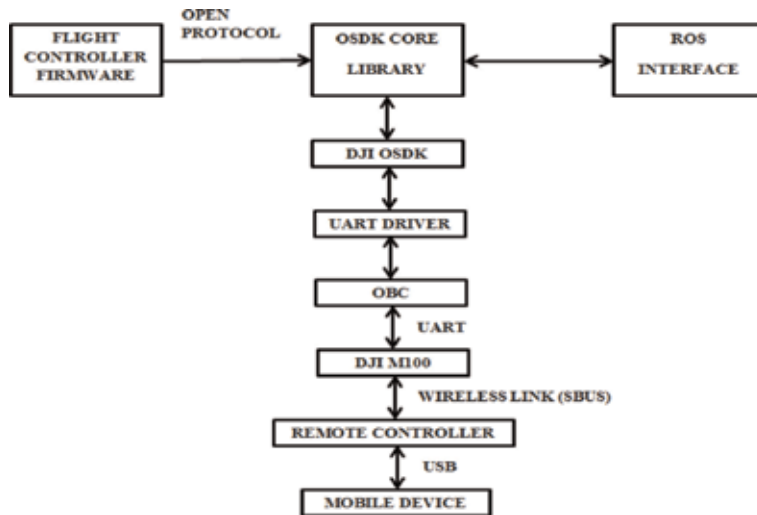 OPEN
PROTOCOL
FLIGHT
CONTROLLER
FIRMWARE
OSDK CORE
LIBRARY
ROS
INTERFACE
DJI OSDK
UART DRIVER
OBC
UART
DJI M100
WIRELESS LINK (SBUS)
REMOTE CONTROLLER
USB
MOBILE DEVICE